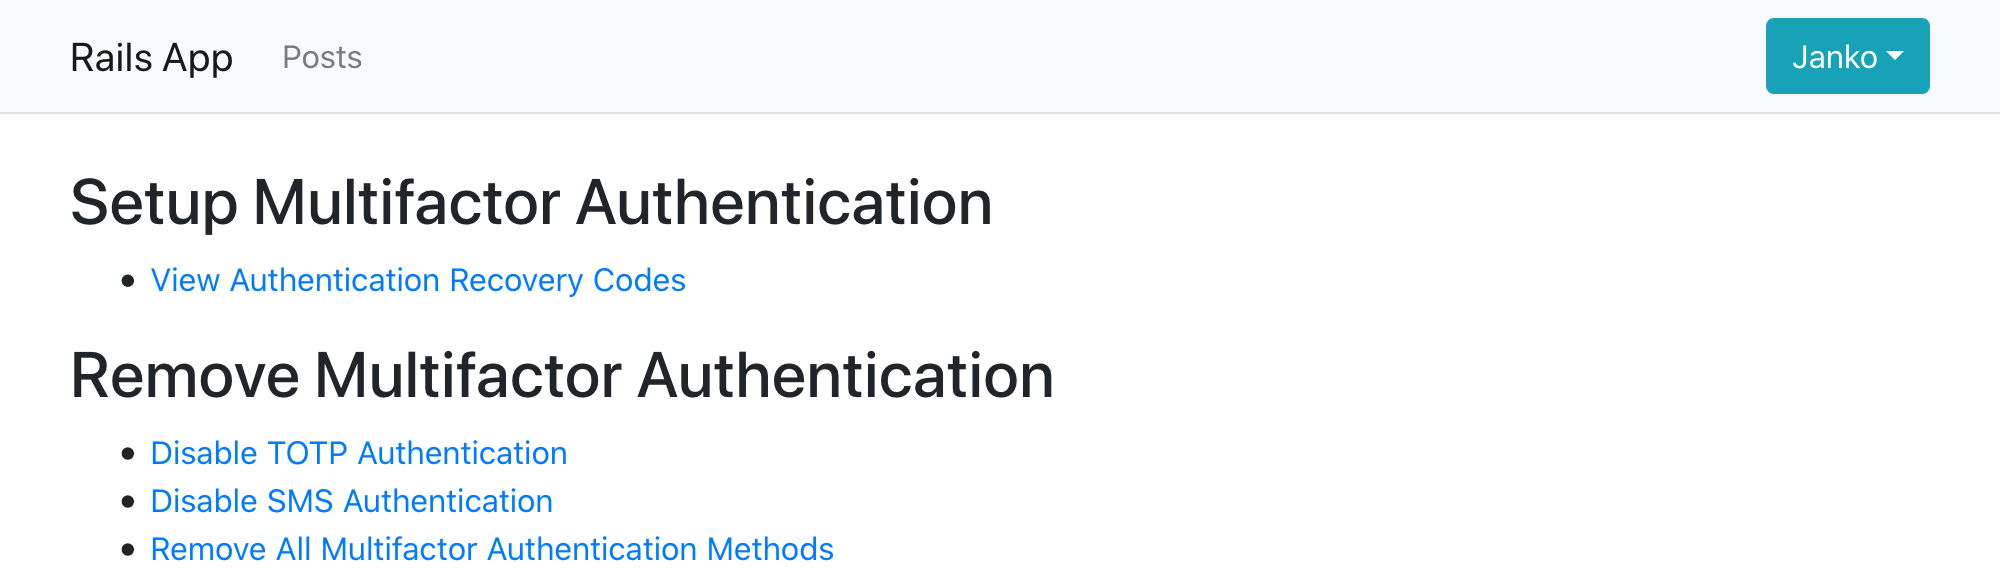 Rails App Posts Janko
Setup Multifactor Authentication
View Authentication Recovery Codes
Remove Multifactor Authentication
Disable TOTP Authentication
Disable SMS Authentication
Remove All Multifactor Authentication Methods